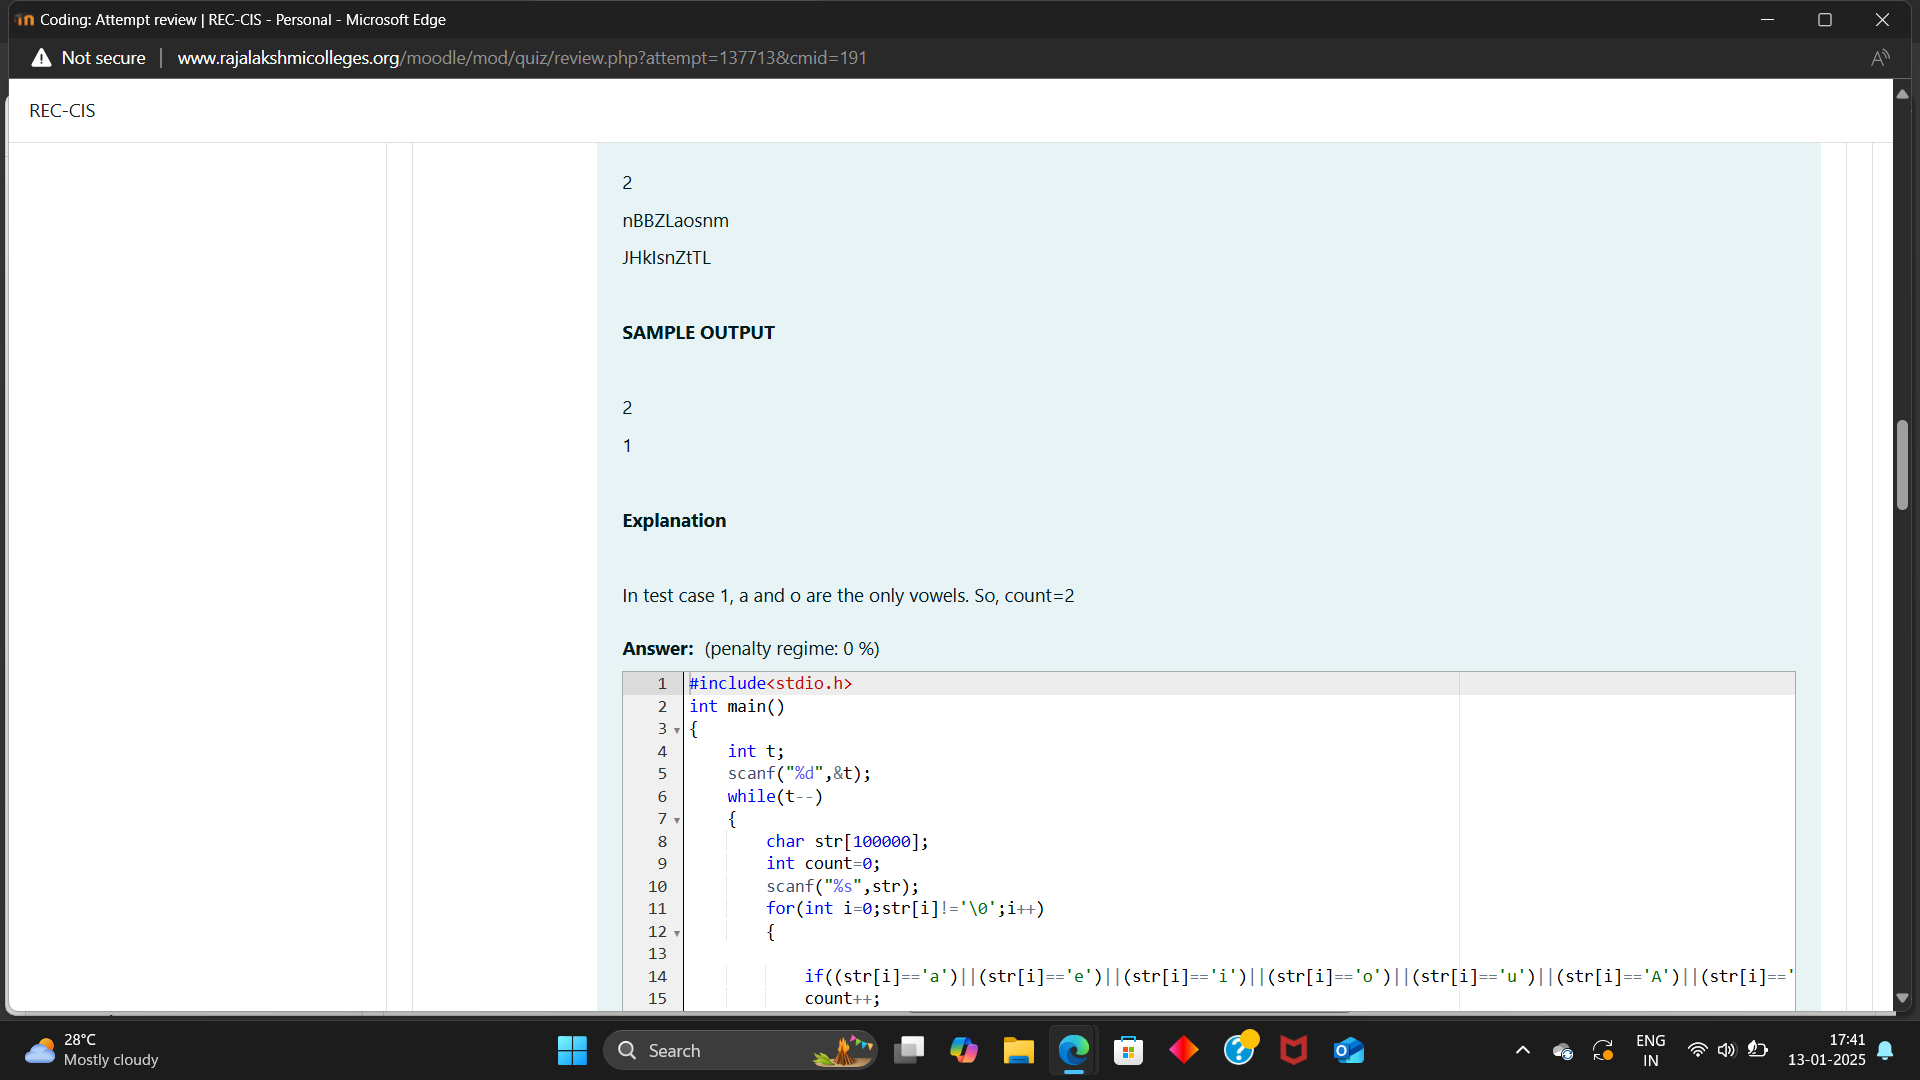 Coding: Attempt review | REC-CIS - Personal - Microsoft Edge
Not secure | www.rajalakshmicolleges.org/moodle/mod/quiz/review.php?attempt=137713&cmid=191
REC-CIS
2
nBBZLaosnm
JHkIsnZtTL
SAMPLE OUTPUT
2
1
Explanation
In test case 1, a and o are the only vowels. So, count=2
Answer: (penalty regime: 0 %)
1 #include<stdio.h>
2 int main()
3 {
4 int t;
5 scanf("%d",&t);
6 while(t--)
7 {
8 char str[100000];
9 int count=0;
10 scanf("%s",str);
11 for(int i=0;str[i]!='\0';i++)
12 {
13
14 if((str[i]=='a')||(str[i]=='e')||(str[i]=='i')||(str[i]=='o')||(str[i]=='u')||(str[i]=='A')||(str[i]=='
15 count++;
28°C
Mostly cloudy
Search
ENG
IN
17:41
13-01-2025